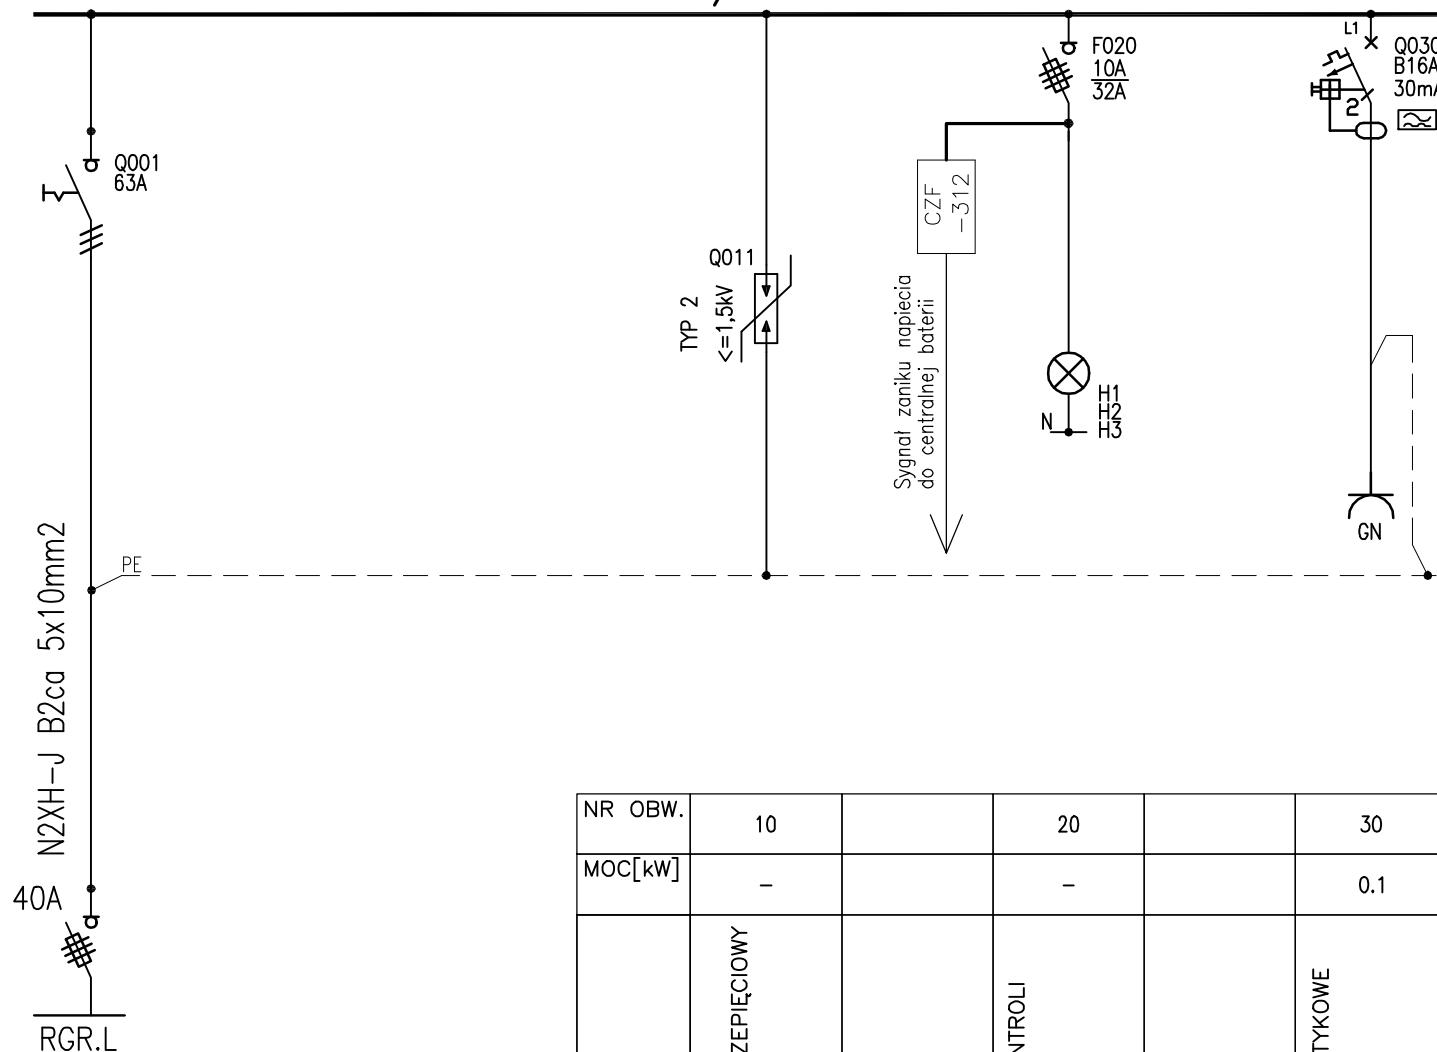 Q001
63A
Q011
TYP 2
<=1,5kV
F020
10A
32A
CZF
-312
Sygnał zaniku napiecia
do centralnej baterii
H1
H2
H3
N
L1
Q030
B16A
30mA
2
GN
PE
N2XH-J B2ca 5x10mm2
40A
RGR.L
NR OBW. 10 20 30
MOC[kW] - - 0.1
ZEPIĘCIOWY
NTROLI
TYKOWE